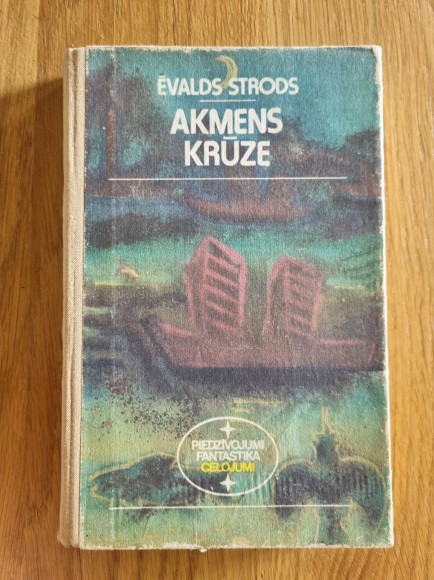 ĒVALDS STRODS
AKMENS
KRŪZE
PIEDZĪVOJUMI
FANTASTIKA
CEĻOJUMI